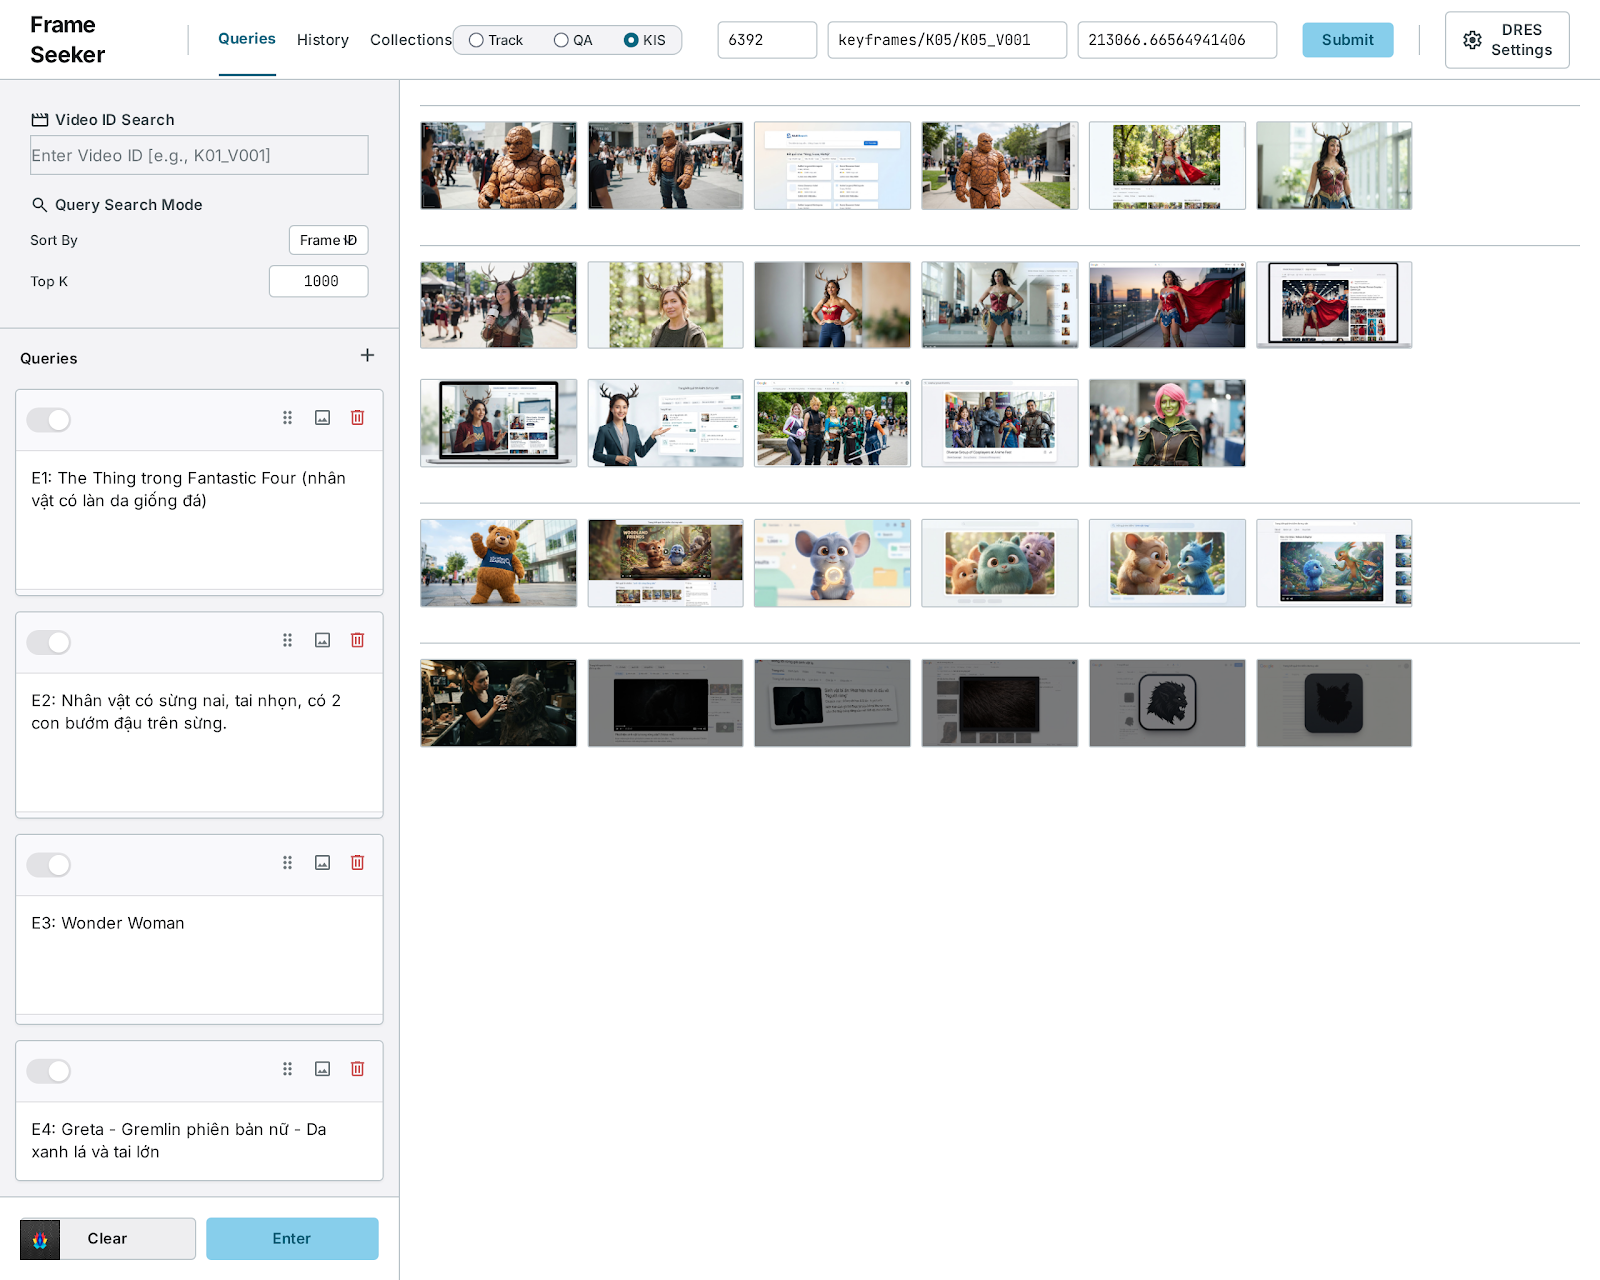 Frame
Seeker
Queries
History
Collections
Track
QA
KIS
6392
keyframes/K05/K05_V001
213066.66564941406
Submit
DRES
Settings
Video ID Search
Enter Video ID [e.g., K01_V001]
Query Search Mode
Sort By
Frame ID
Top K
1000
Queries
E1: The Thing trong Fantastic Four (nhân
vật có làn da giống đá)
E2: Nhân vật có sừng nai, tai nhọn, có 2
con bướm đậu trên sừng.
E3: Wonder Woman
E4: Greta - Gremlin phiên bản nữ - Da
xanh lá và tai lớn
Clear
Enter
WOODLAND
FRIENDS